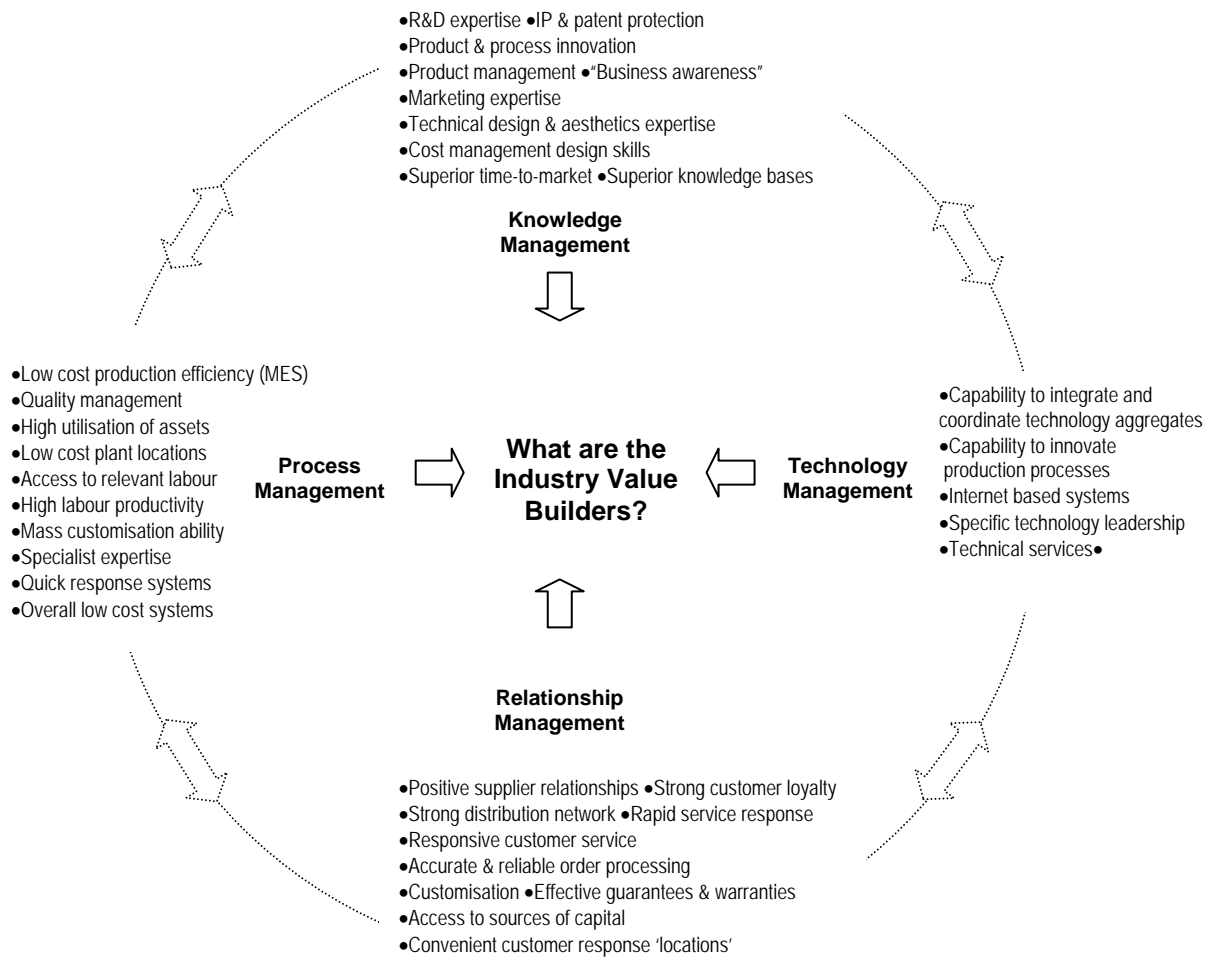 •R&D expertise •IP & patent protection
•Product & process innovation
•Product management •“Business awareness”
•Marketing expertise
•Technical design & aesthetics expertise
•Cost management design skills
•Superior time-to-market •Superior knowledge bases
Knowledge
Management
•Low cost production efficiency (MES)
•Quality management
•High utilisation of assets
•Low cost plant locations
•Access to relevant labour
•High labour productivity
•Mass customisation ability
•Specialist expertise
•Quick response systems
•Overall low cost systems
Process
Management
What are the
Industry Value
Builders?
Technology
Management
•Capability to integrate and
coordinate technology aggregates
•Capability to innovate
production processes
•Internet based systems
•Specific technology leadership
•Technical services•
Relationship
Management
•Positive supplier relationships •Strong customer loyalty
•Strong distribution network •Rapid service response
•Responsive customer service
•Accurate & reliable order processing
•Customisation •Effective guarantees & warranties
•Access to sources of capital
•Convenient customer response ‘locations’